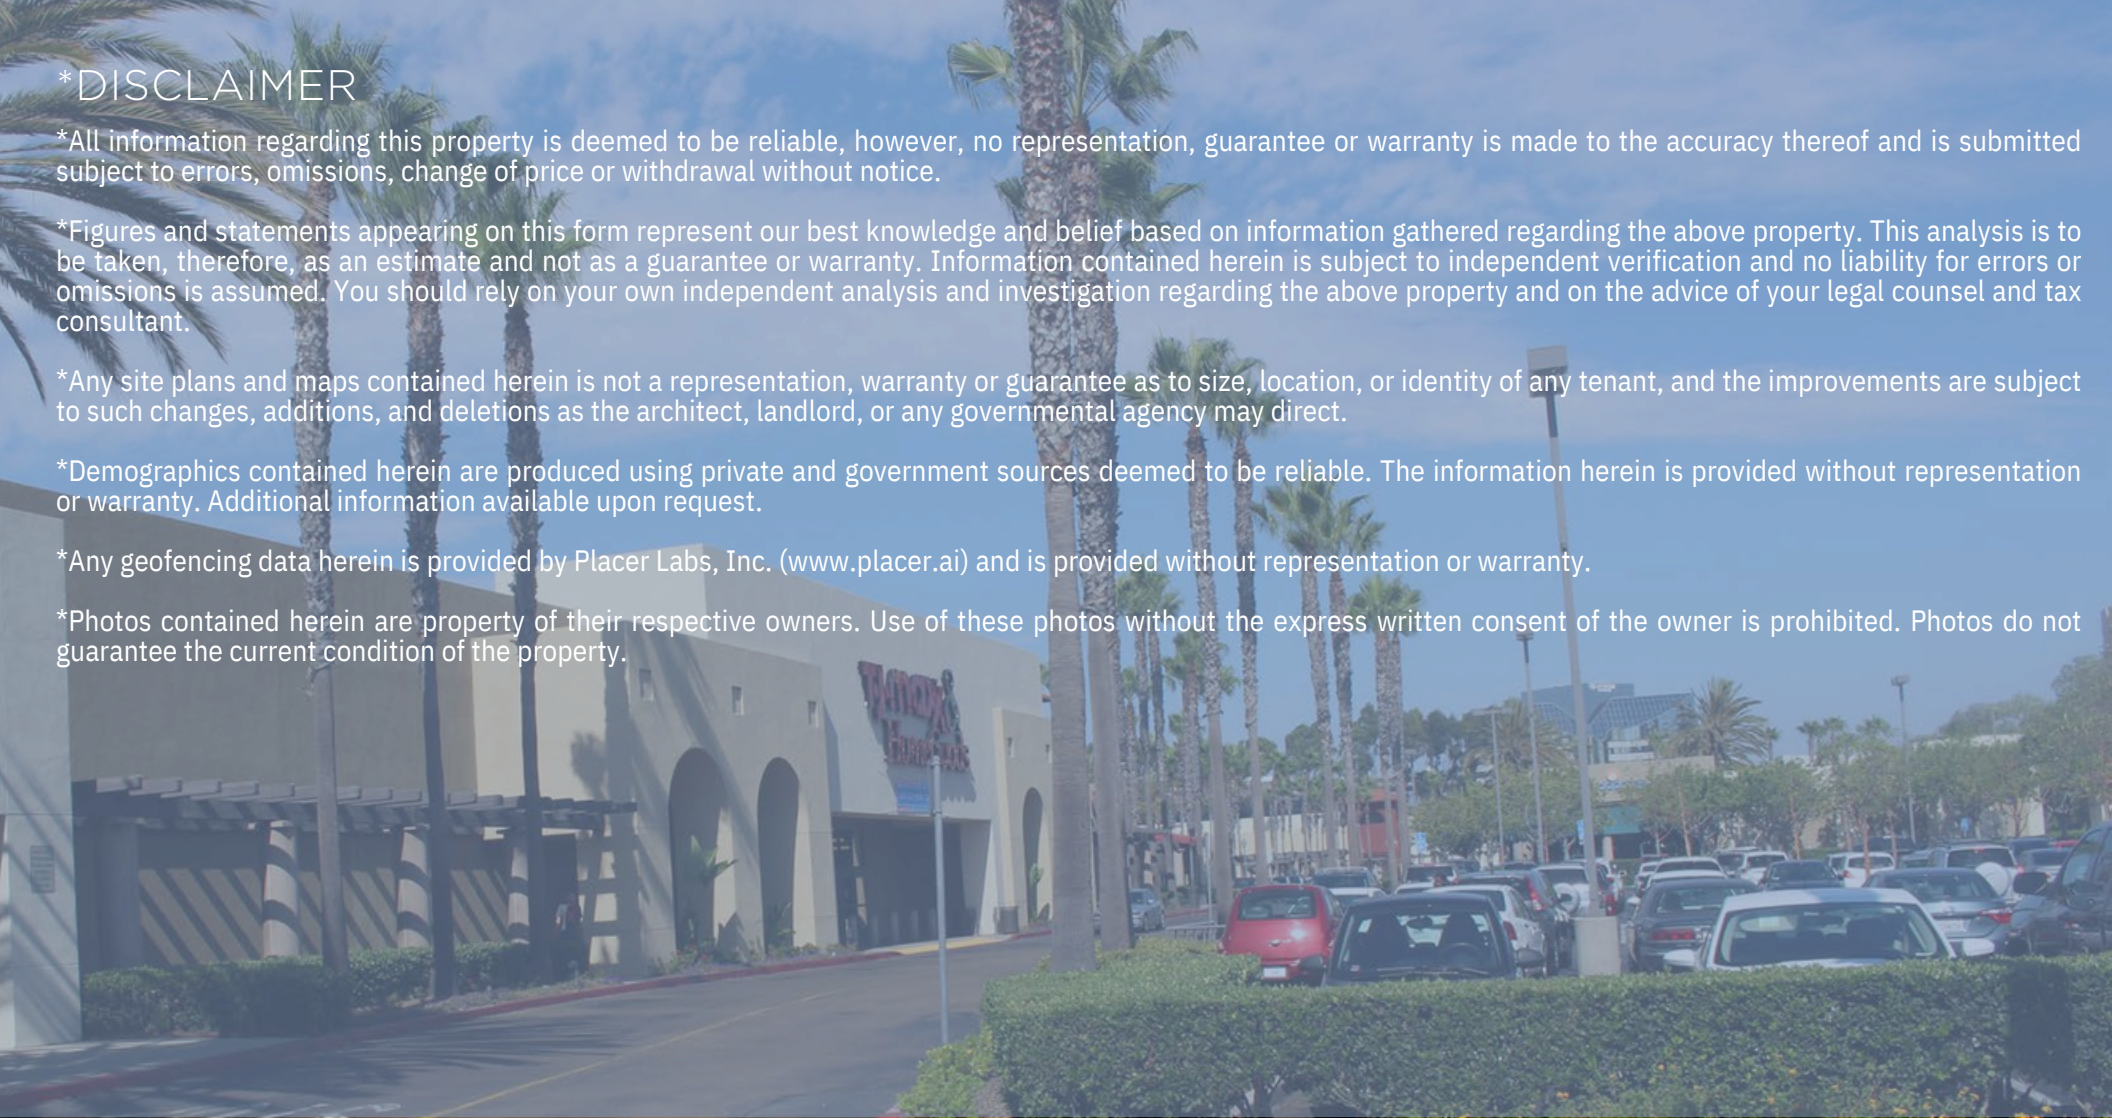 *DISCLAIMER
*All information regarding this property is deemed to be reliable, however, no representation, guarantee or warranty is made to the accuracy thereof and is submitted
subject to errors, omissions, change of price or withdrawal without notice.
*Figures and statements appearing on this form represent our best knowledge and belief based on information gathered regarding the above property. This analysis is to
be taken, therefore, as an estimate and not as a guarantee or warranty. Information contained herein is subject to independent verification and no liability for errors or
omissions is assumed. You should rely on your own independent analysis and investigation regarding the above property and on the advice of your legal counsel and tax
consultant.
*Any site plans and maps contained herein is not a representation, warranty or guarantee as to size, location, or identity of any tenant, and the improvements are subject
to such changes, additions, and deletions as the architect, landlord, or any governmental agency may direct.
*Demographics contained herein are produced using private and government sources deemed to be reliable. The information herein is provided without representation
or warranty. Additional information available upon request.
*Any geofencing data herein is provided by Placer Labs, Inc. (www.placer.ai) and is provided without representation or warranty.
*Photos contained herein are property of their respective owners. Use of these photos without the express written consent of the owner is prohibited. Photos do not
guarantee the current condition of the property.
T.J.maxx &
HomeGoods